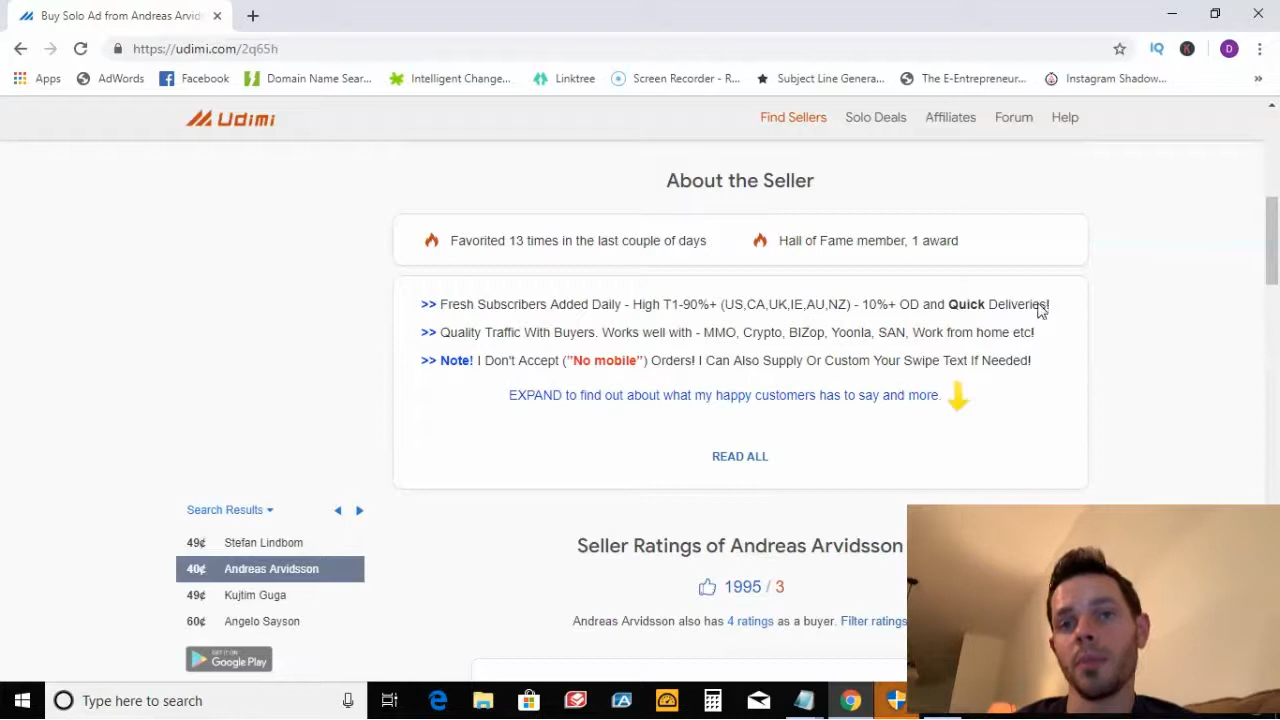 Buy Solo Ad from Andreas Arvids
https://udimi.com/2q65h
Apps AdWords Facebook Domain Name Sear... Intelligent Change... Linktree Screen Recorder - R... Subject Line Genera... The E-Entrepreneur... Instagram Shadow... »
Udimi Find Sellers Solo Deals Affiliates Forum Help
About the Seller
Favorited 13 times in the last couple of days Hall of Fame member, 1 award
>> Fresh Subscribers Added Daily - High T1-90%+ (US,CA,UK,IE,AU,NZ) - 10%+ OD and Quick Deliveries!
>> Quality Traffic With Buyers. Works well with - MMO, Crypto, BIZop, Yoonla, SAN, Work from home etc!
>> Note! I Don't Accept ("No mobile") Orders! I Can Also Supply Or Custom Your Swipe Text If Needed!
EXPAND to find out about what my happy customers has to say and more.
READ ALL
Search Results
49¢ Stefan Lindbom
40¢ Andreas Arvidsson
49¢ Kujtim Guga
60¢ Angelo Sayson
GET IT ON
Google Play
Seller Ratings of Andreas Arvidsson
1995 / 3
Andreas Arvidsson also has 4 ratings as a buyer. Filter ratings
Type here to search